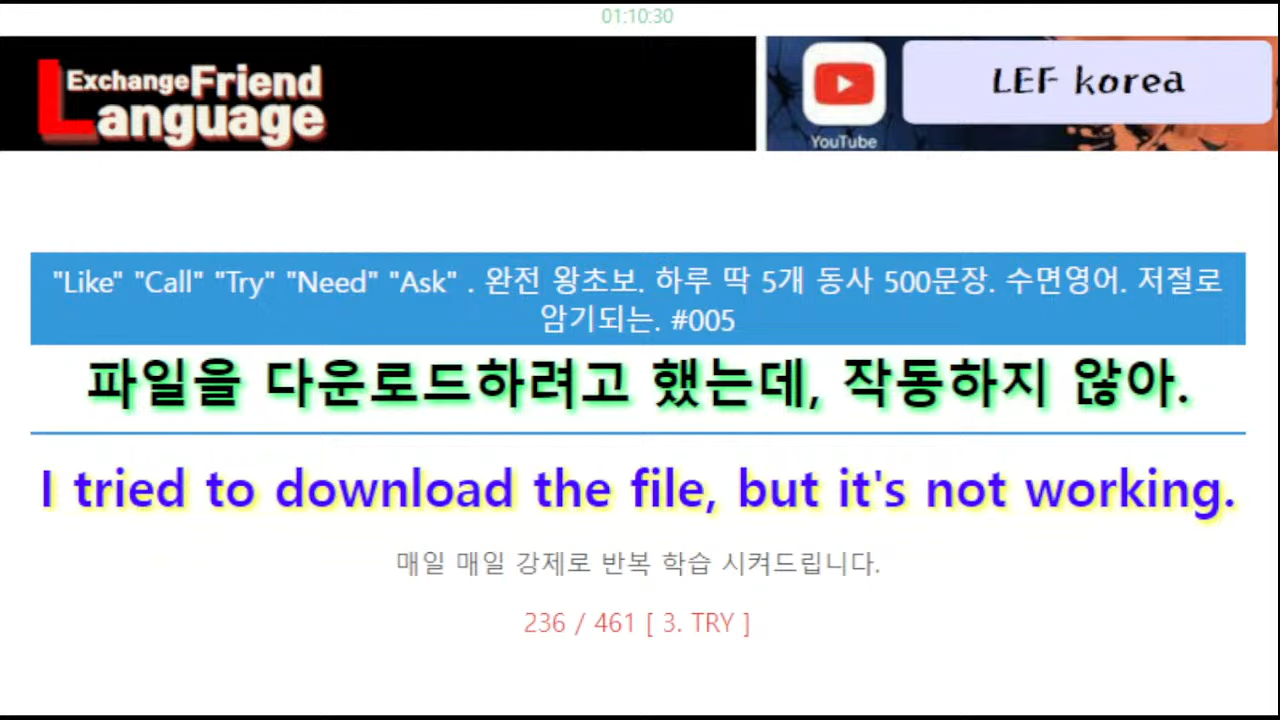 01:10:30
ExchangeFriend
Language
LEF korea
YouTube
"Like" "Call" "Try" "Need" "Ask" . 완전 왕초보. 하루 딱 5개 동사 500문장. 수면영어. 저절로
암기되는. #005
파일을 다운로드하려고 했는데, 작동하지 않아.
I tried to download the file, but it's not working.
매일 매일 강제로 반복 학습 시켜드립니다.
236 / 461 [ 3. TRY ]